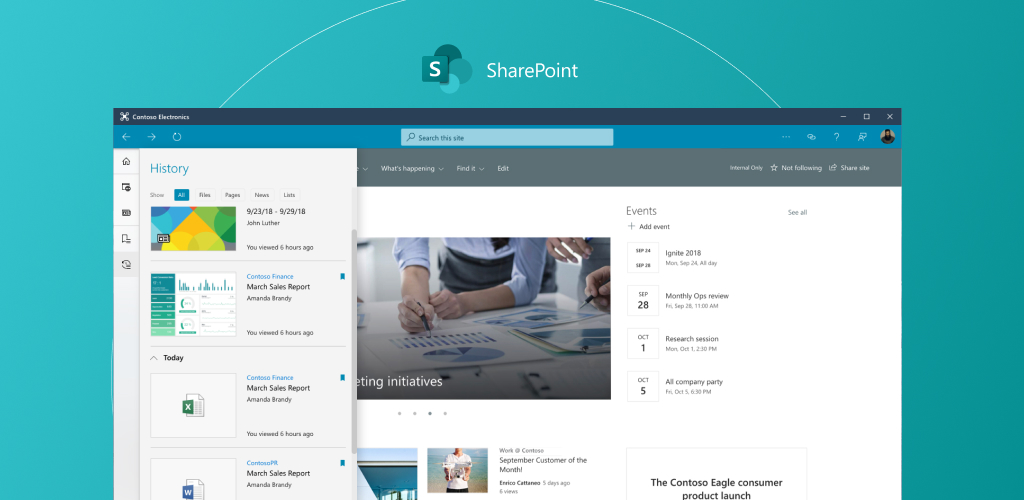 S SharePoint
Contoso Electronics
Search this site
History
Show All Files Pages News Lists
9/23/18 - 9/29/18
John Luther
You viewed 6 hours ago
Contoso Finance
March Sales Report
Amanda Brandy
You viewed 6 hours ago
Today
Contoso Finance
March Sales Report
Amanda Brandy
You viewed 6 hours ago
ContosoPR
March Sales Report
Amanda Brandy
What's happening Find it Edit
Internal Only Not following Share site
eting initiatives
Events See all
Add event
SEP 24
SEP 28
Ignite 2018
Mon, Sep 24, All day
SEP
28
Monthly Ops review
Fri, Sep 28, 11:00 AM
OCT
1
Research session
Mon, Oct 1, 2:30 PM
OCT
5
All company party
Fri, Oct 5, 6:30 PM
Work @ Contoso
September Customer of the
Month!
Enrico Cattaneo 5 days ago
6 views
The Contoso Eagle consumer
product launch